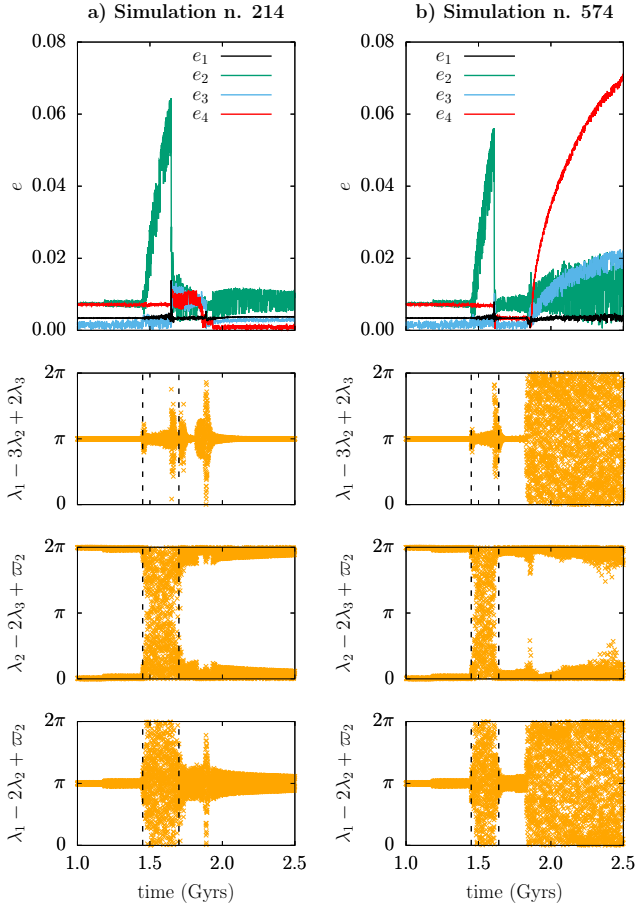 a) Simulation n. 214
b) Simulation n. 574
0.08
0.06
0.04
0.02
0.00
e
e1
e2
e3
e4
0.08
0.06
0.04
0.02
0.00
e
e1
e2
e3
e4
2π
π
0
λ1 − 3λ2 + 2λ3
2π
π
0
λ1 − 3λ2 + 2λ3
2π
π
0
λ2 − 2λ3 + ϖ2
2π
π
0
λ2 − 2λ3 + ϖ2
2π
π
0
λ1 − 2λ2 + ϖ2
1.0 1.5 2.0 2.5
time (Gyrs)
2π
π
0
λ1 − 2λ2 + ϖ2
1.0 1.5 2.0 2.5
time (Gyrs)